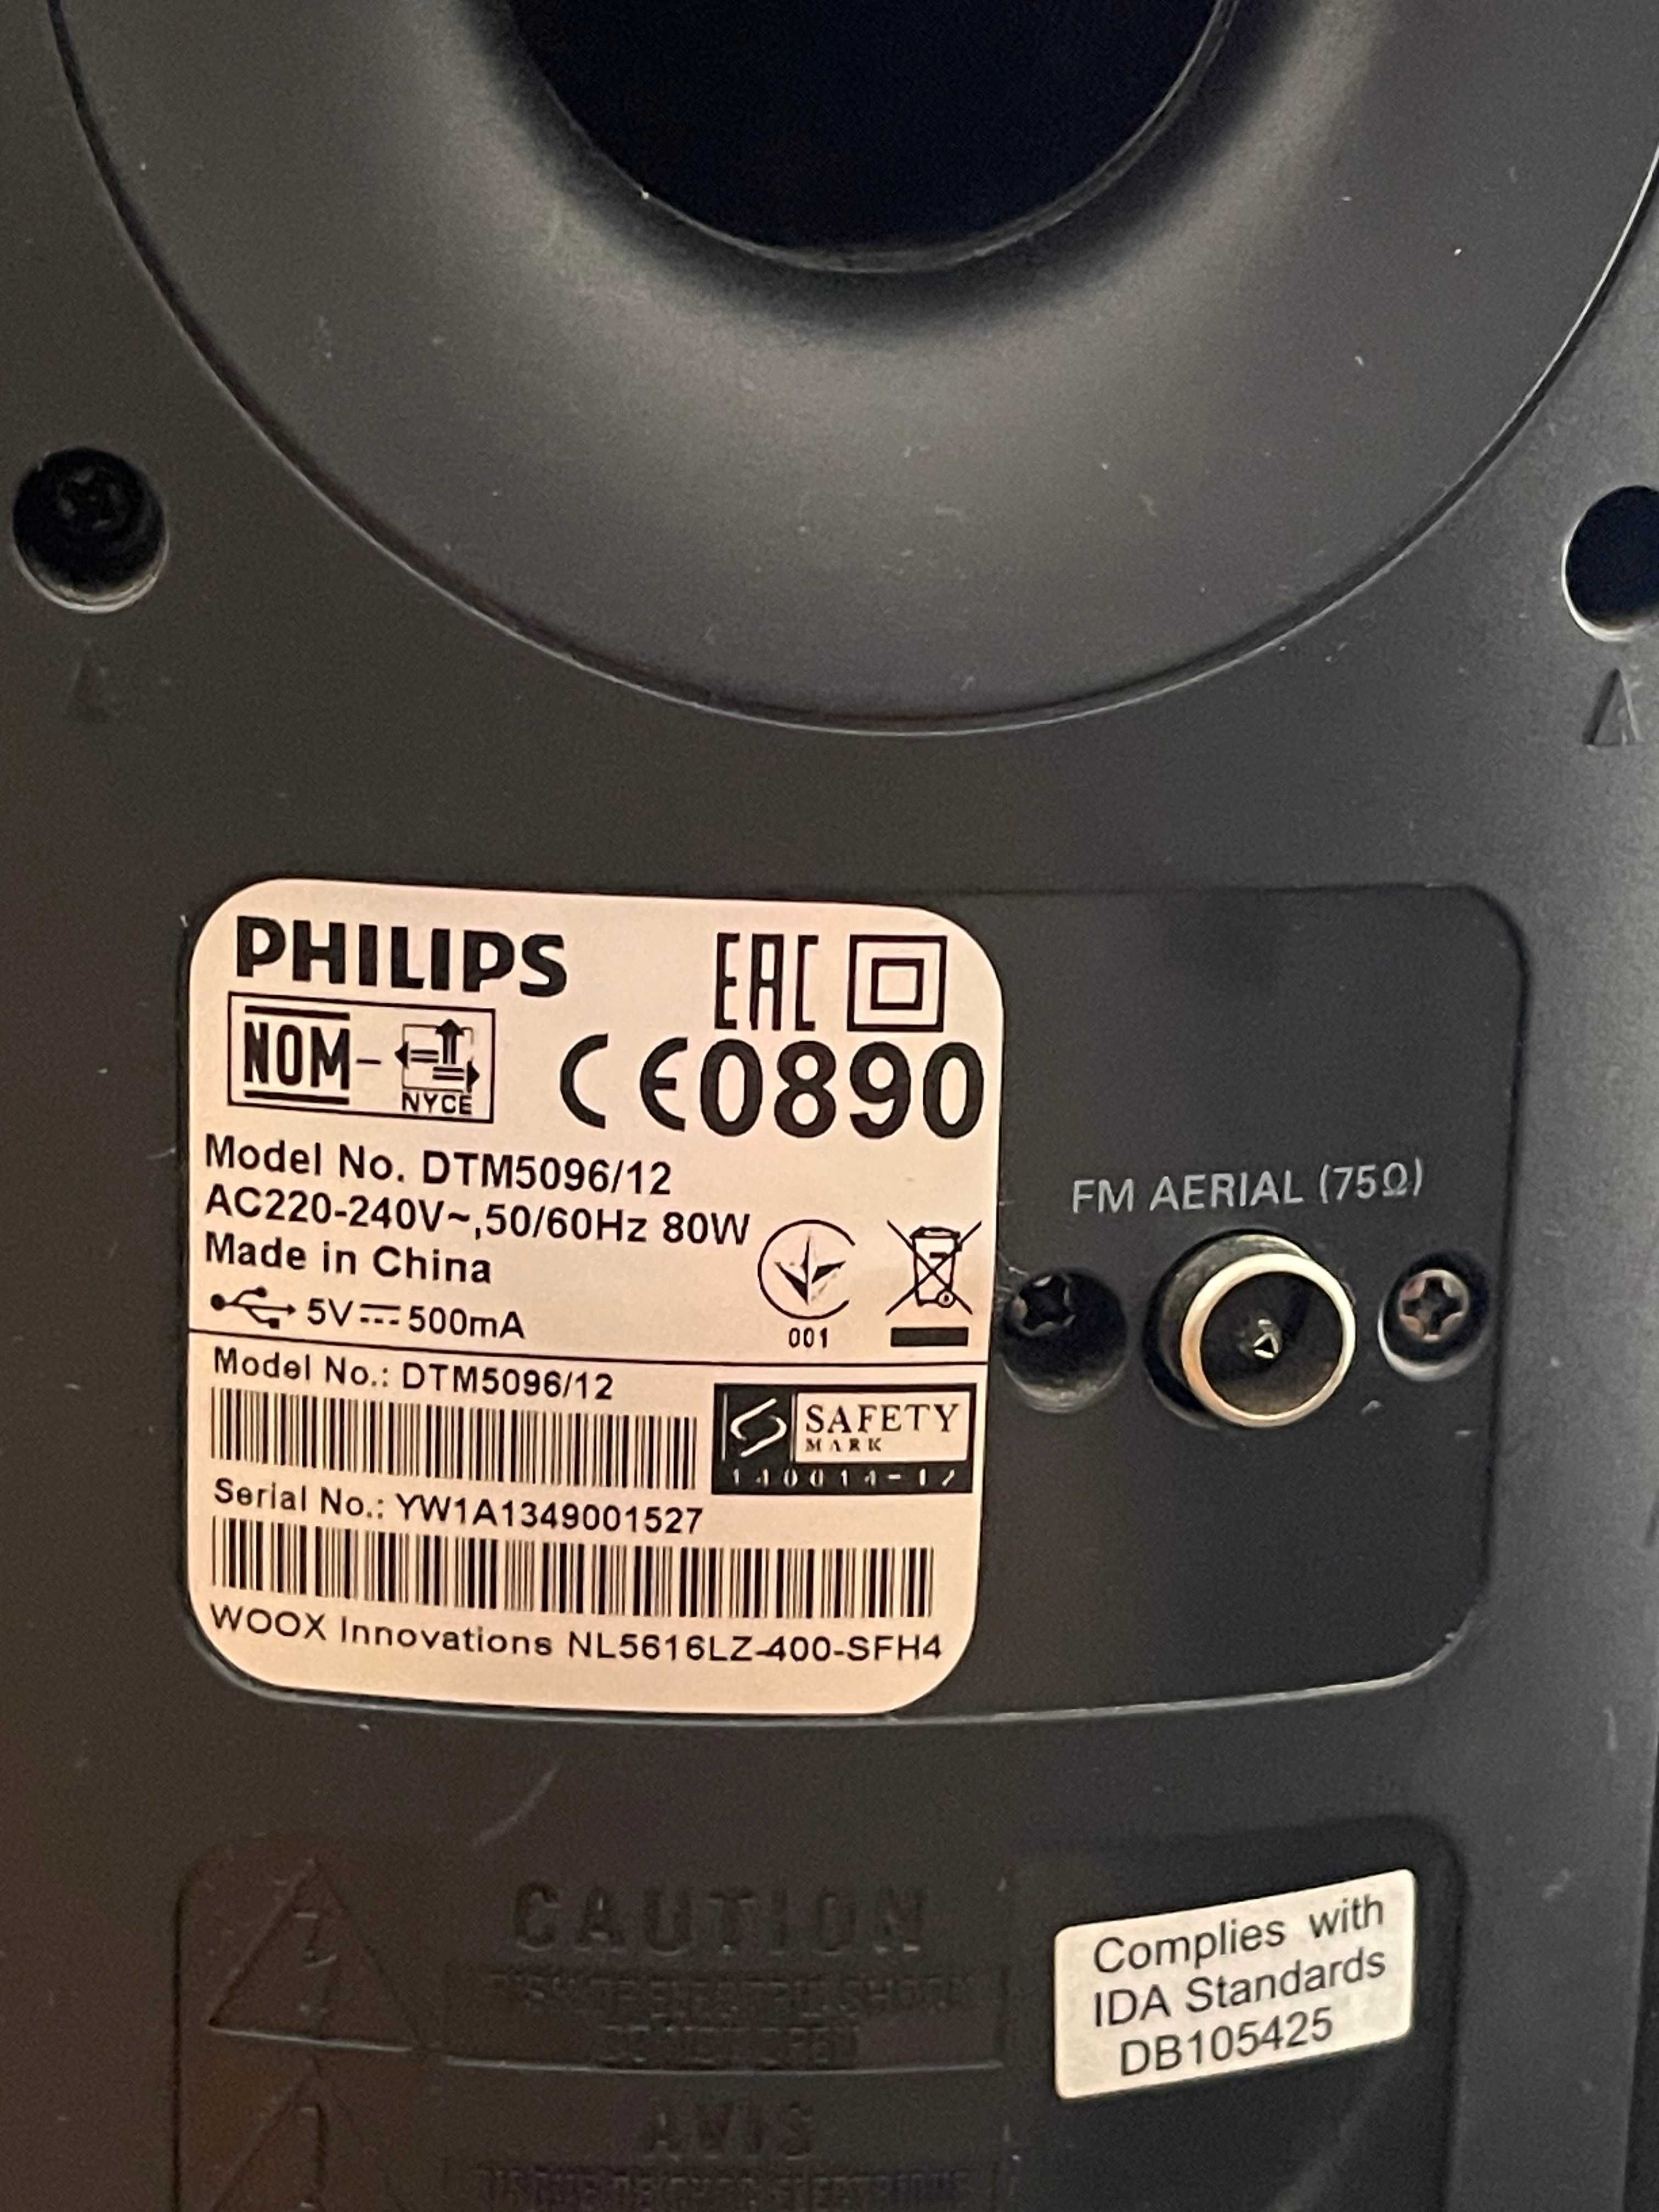 PHILIPS
EAC
NOM-
NYCE
CE0890
Model No. DTM5096/12
AC220-240V~,50/60Hz 80W
Made in China
5V⎓500mA
001
Model No.: DTM5096/12
SAFETY
MARK
Serial No.: YW1A1349001527
WOOX Innovations NL5616LZ-400-SFH4
FM AERIAL (75Ω)
CAUTION
AVIS
Complies with
IDA Standards
DB105425